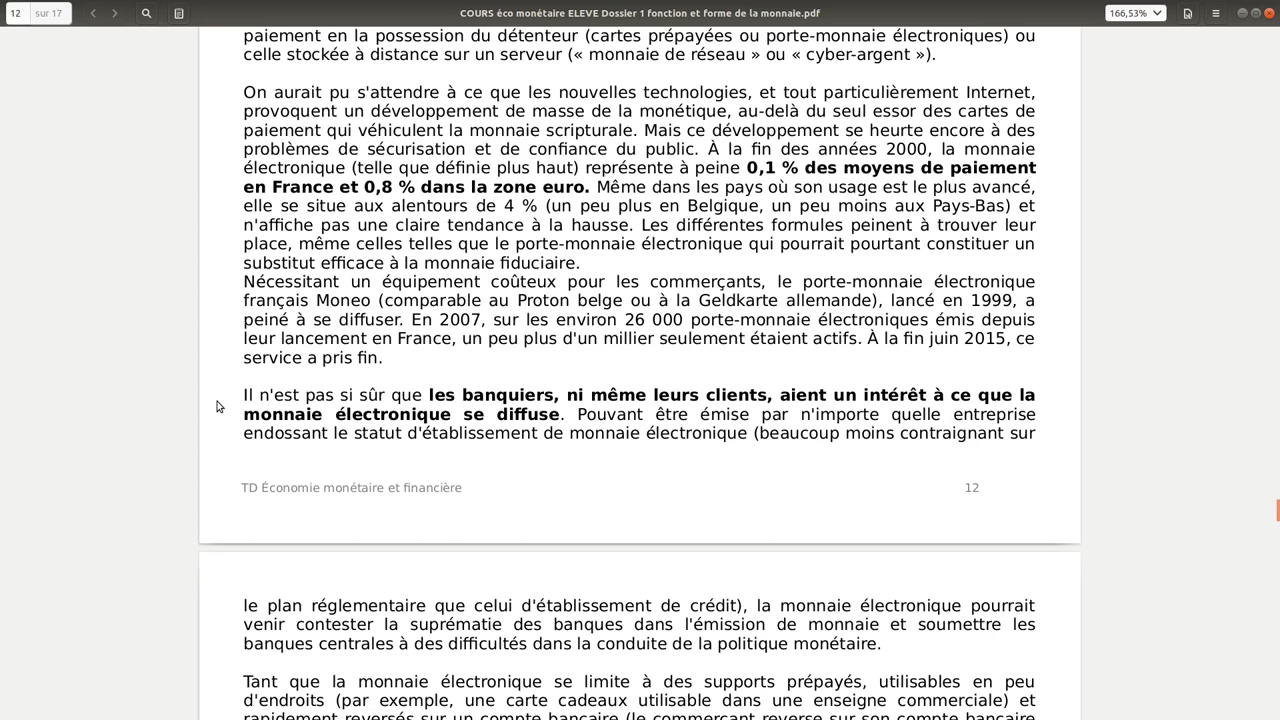 12 sur 17
COURS éco monétaire ELEVE Dossier 1 fonction et forme de la monnaie.pdf
166,53%
paiement en la possession du détenteur (cartes prépayées ou porte-monnaie électroniques) ou
celle stockée à distance sur un serveur (« monnaie de réseau » ou « cyber-argent »).
On aurait pu s'attendre à ce que les nouvelles technologies, et tout particulièrement Internet,
provoquent un développement de masse de la monétique, au-delà du seul essor des cartes de
paiement qui véhiculent la monnaie scripturale. Mais ce développement se heurte encore à des
problèmes de sécurisation et de confiance du public. À la fin des années 2000, la monnaie
électronique (telle que définie plus haut) représente à peine 0,1 % des moyens de paiement
en France et 0,8 % dans la zone euro. Même dans les pays où son usage est le plus avancé,
elle se situe aux alentours de 4 % (un peu plus en Belgique, un peu moins aux Pays-Bas) et
n'affiche pas une claire tendance à la hausse. Les différentes formules peinent à trouver leur
place, même celles telles que le porte-monnaie électronique qui pourrait pourtant constituer un
substitut efficace à la monnaie fiduciaire.
Nécessitant un équipement coûteux pour les commerçants, le porte-monnaie électronique
français Moneo (comparable au Proton belge ou à la Geldkarte allemande), lancé en 1999, a
peiné à se diffuser. En 2007, sur les environ 26 000 porte-monnaie électroniques émis depuis
leur lancement en France, un peu plus d'un millier seulement étaient actifs. À la fin juin 2015, ce
service a pris fin.
Il n'est pas si sûr que les banquiers, ni même leurs clients, aient un intérêt à ce que la
monnaie électronique se diffuse. Pouvant être émise par n'importe quelle entreprise
endossant le statut d'établissement de monnaie électronique (beaucoup moins contraignant sur
TD Économie monétaire et financière 12
le plan réglementaire que celui d'établissement de crédit), la monnaie électronique pourrait
venir contester la suprématie des banques dans l'émission de monnaie et soumettre les
banques centrales à des difficultés dans la conduite de la politique monétaire.
Tant que la monnaie électronique se limite à des supports prépayés, utilisables en peu
d'endroits (par exemple, une carte cadeaux utilisable dans une enseigne commerciale) et
rapidement reversés sur un compte bancaire (le commerçant reverse sur son compte bancaire